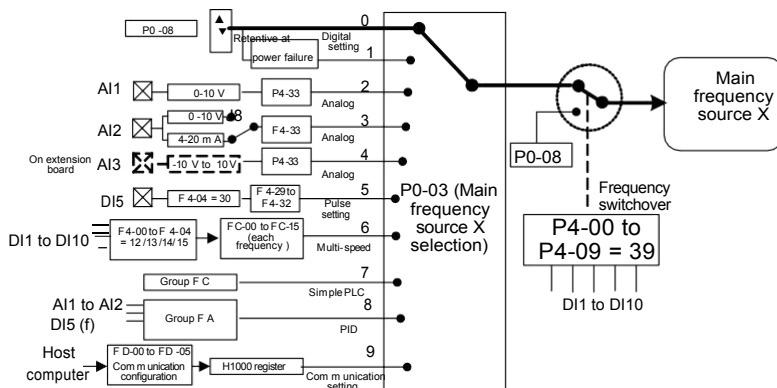 P0 -08
Retentive at
power failure
0
Digital
setting
1
AI1
0-10 V
P4-33
2
Analog
AI2
0 -10 V
J8
4-20 m A
F 4-33
3
Analog
On extension
board
AI3
-10 V to 10 V
P4-33
4
Analog
DI5
F 4-04 = 30
F 4-29 to
F 4-32
5
Pulse
setting
DI1 to DI10
F 4-00 to F 4-04
= 12 /13 /14 / 15
FC-00 to FC-15
(each
frequency )
6
Multi-speed
Group F C
7
Simple PLC
AI1 to AI2
DI5 (f)
Group F A
8
PID
Host
computer
F D-00 to FD -05
Com m unication
configuration
H1000 register
9
Com m unication
setting
P0-03 (Main
frequency
source X
selection)
P0-08
Main
frequency
source X
Frequency
switchover
P4-00 to
P4-09 = 39
DI1 to DI10